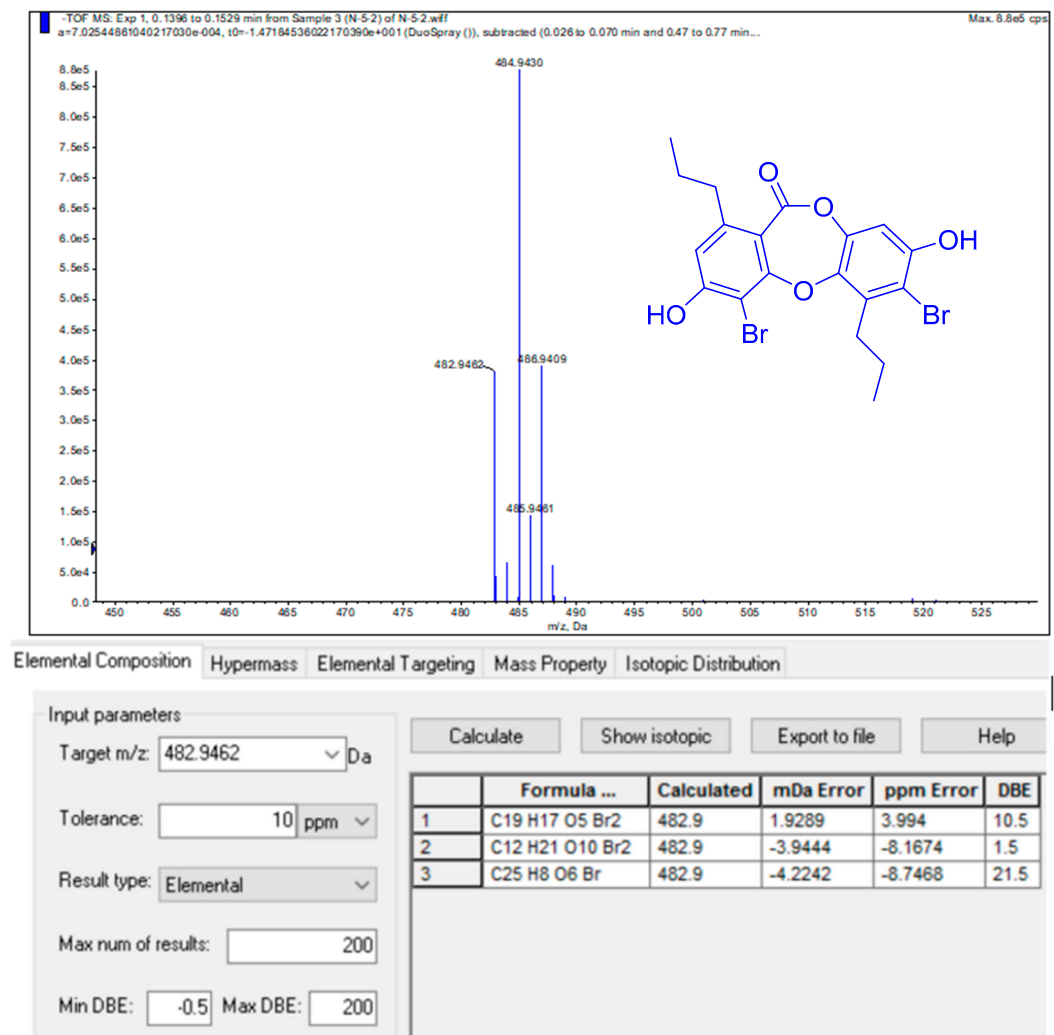 -TOF MS: Exp 1, 0.1396 to 0.1529 min from Sample 3 (N-5-2) of N-5-2.wiff Max. 8.8e5 cps
a=7.02544861040217030e-004, t0=-1.47184536022170390e+001 (DuoSpray ()), subtracted (0.026 to 0.070 min and 0.47 to 0.77 min...
484.9430
8.8e5
8.5e5
8.0e5
7.5e5
7.0e5
6.5e5
6.0e5
5.5e5
5.0e5
4.5e5
4.0e5
3.5e5
3.0e5
2.5e5
2.0e5
1.5e5
1.0e5
5.0e4
0.0
482.9462
486.9409
485.9461
O
O
OH
HO
O
Br
Br
450 455 460 465 470 475 480 485 490 495 500 505 510 515 520 525
m/z, Da
Elemental Composition Hypermass Elemental Targeting Mass Property Isotopic Distribution
Input parameters
Target m/z: 482.9462 Da
Tolerance: 10 ppm
Result type: Elemental
Max num of results: 200
Min DBE: -0.5 Max DBE: 200
Calculate Show isotopic Export to file Help
Formula ... Calculated mDa Error ppm Error DBE
1 C19 H17 O5 Br2 482.9 1.9289 3.994 10.5
2 C12 H21 O10 Br2 482.9 -3.9444 -8.1674 1.5
3 C25 H8 O6 Br 482.9 -4.2242 -8.7468 21.5